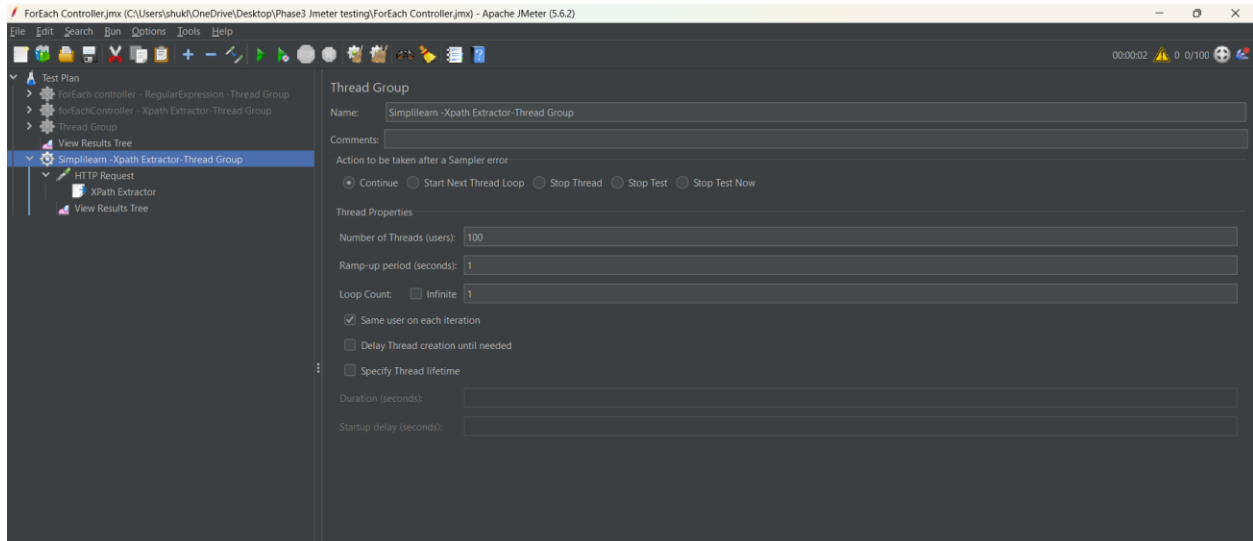 ForEach Controller.jmx (C:\Users\shukl\OneDrive\Desktop\Phase3 Jmeter testing\ForEach Controller.jmx) - Apache JMeter (5.6.2)
File Edit Search Run Options Tools Help
00:00:02 0 0/100
Test Plan
ForEach controller - RegularExpression -Thread Group
forEachController - Xpath Extractor-Thread Group
Thread Group
View Results Tree
Simplilearn -Xpath Extractor-Thread Group
HTTP Request
XPath Extractor
View Results Tree
Thread Group
Name: Simplilearn -Xpath Extractor-Thread Group
Comments:
Action to be taken after a Sampler error
Continue Start Next Thread Loop Stop Thread Stop Test Stop Test Now
Thread Properties
Number of Threads (users): 100
Ramp-up period (seconds): 1
Loop Count: Infinite 1
Same user on each iteration
Delay Thread creation until needed
Specify Thread lifetime
Duration (seconds):
Startup delay (seconds):